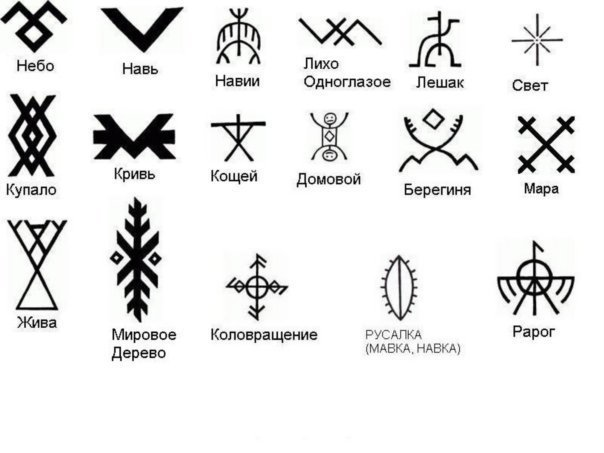 Небо
Навь
Навии
Лихо
Одноглазое
Лешак
Свет
Купало
Кривь
Кощей
Домовой
Берегиня
Мара
Жива
Мировое
Дерево
Коловращение
РУСАЛКА
(МАВКА, НАВКА)
Рарог